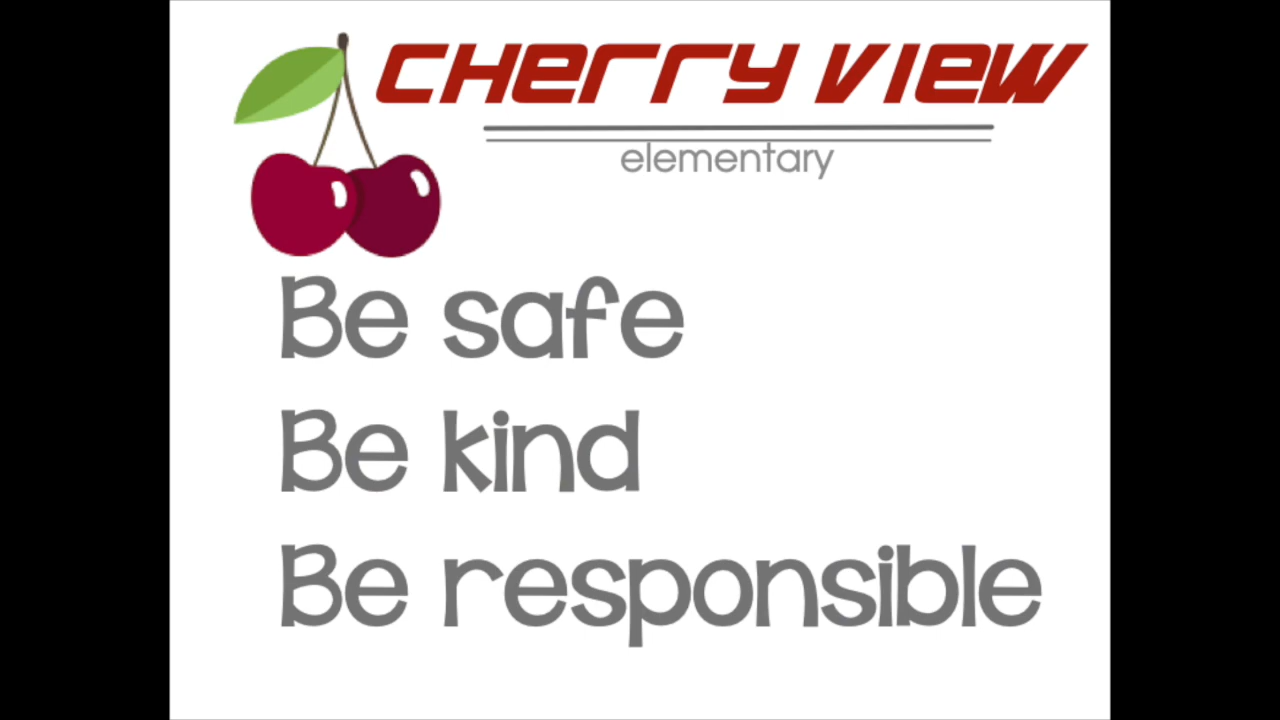 CHerry VIew
elementary
Be safe
Be kind
Be responsible